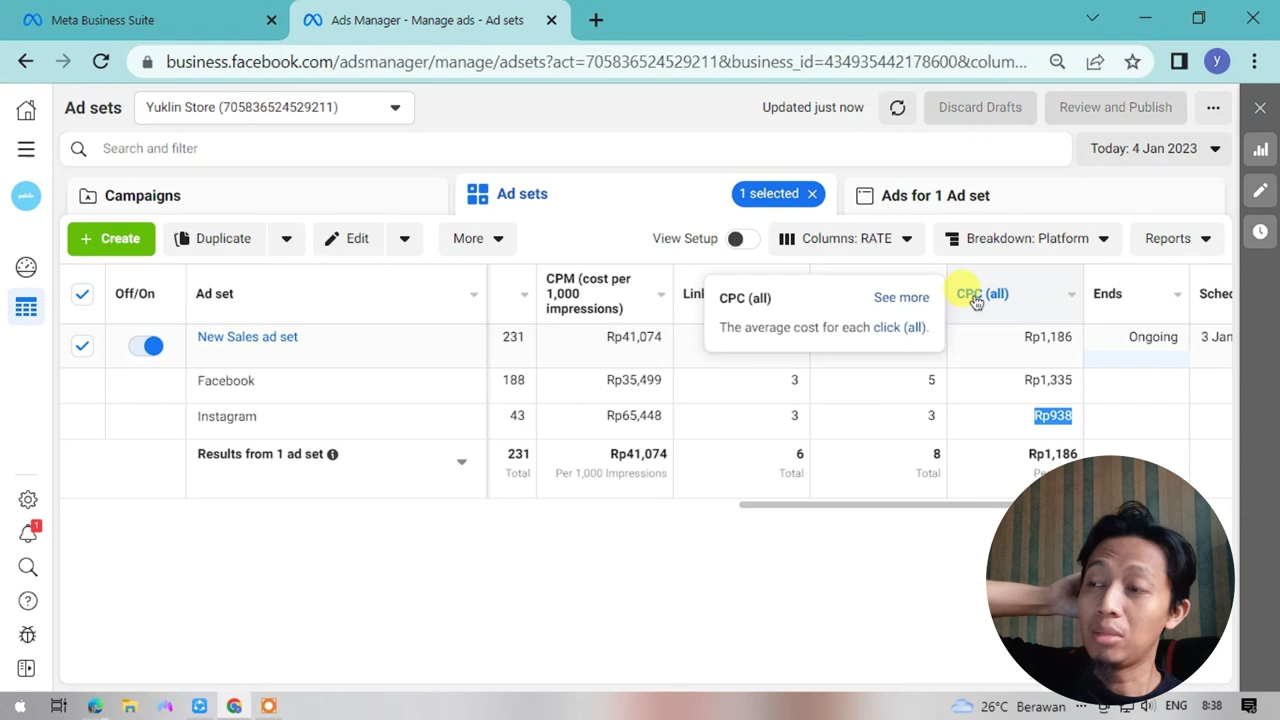 Meta Business Suite
Ads Manager - Manage ads - Ad sets
business.facebook.com/adsmanager/manage/adsets?act=705836524529211&business_id=434935442178600&colum...
Ad sets
Yuklin Store (705836524529211)
Updated just now
Discard Drafts
Review and Publish
Search and filter
Today: 4 Jan 2023
Campaigns
Ad sets
1 selected
Ads for 1 Ad set
+ Create
Duplicate
Edit
More
View Setup
Columns: RATE
Breakdown: Platform
Reports
Off/On
Ad set
CPM (cost per
1,000
impressions)
CPC (all)
See more
The average cost for each click (all).
CPC (all)
Ends
New Sales ad set
231
Rp41,074
Rp1,186
Ongoing
3 Jan
Facebook
188
Rp35,499
3
5
Rp1,335
Instagram
43
Rp65,448
3
3
Rp938
Results from 1 ad set
231
Total
Rp41,074
Per 1,000 Impressions
6
Total
8
Total
Rp1,186
1
26°C Berawan
ENG
8:38